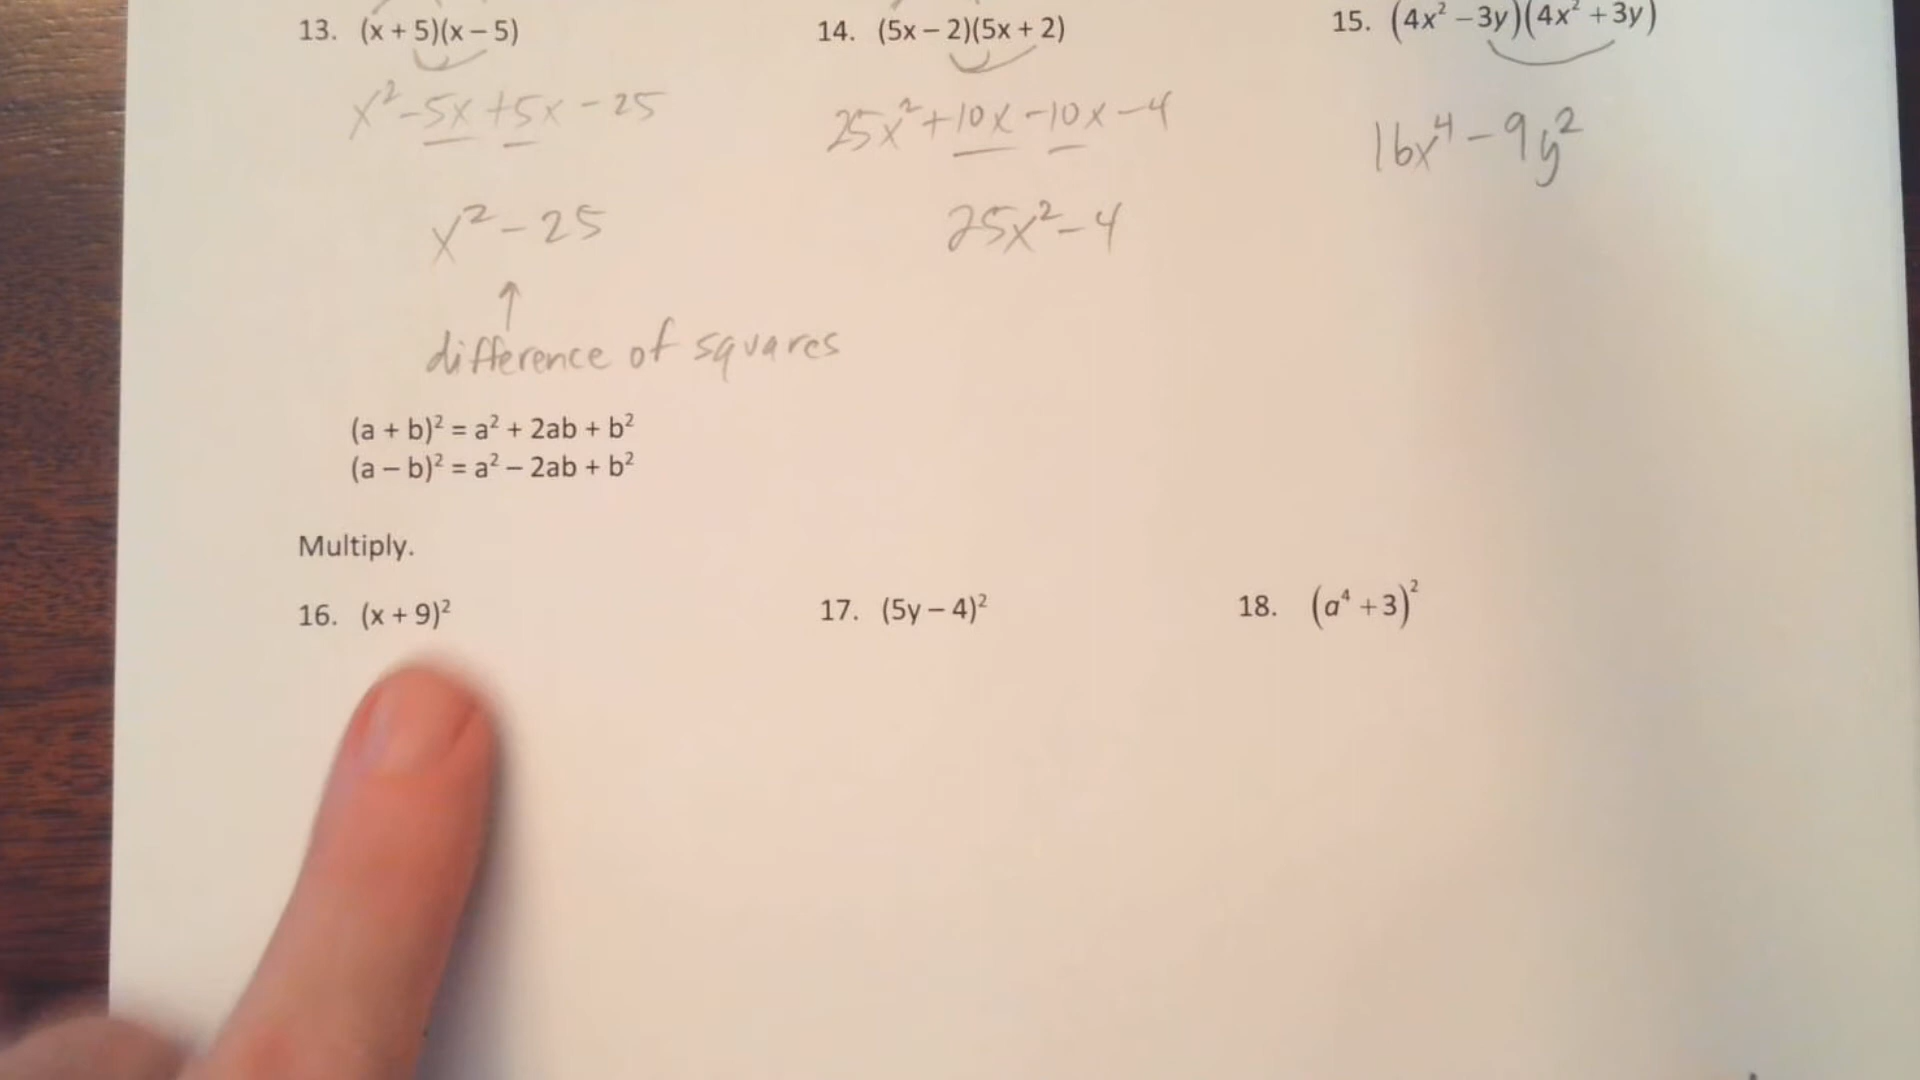 13. (x + 5)(x – 5)
14. (5x – 2)(5x + 2)
15. (4x² – 3y)(4x² + 3y)
x² – 5x + 5x – 25
25x² + 10x – 10x – 4
16x⁴ – 9y²
x² – 25
25x² – 4
↑
difference of squares
(a + b)² = a² + 2ab + b²
(a – b)² = a² – 2ab + b²
Multiply.
16. (x + 9)²
17. (5y – 4)²
18. (a⁴ + 3)²